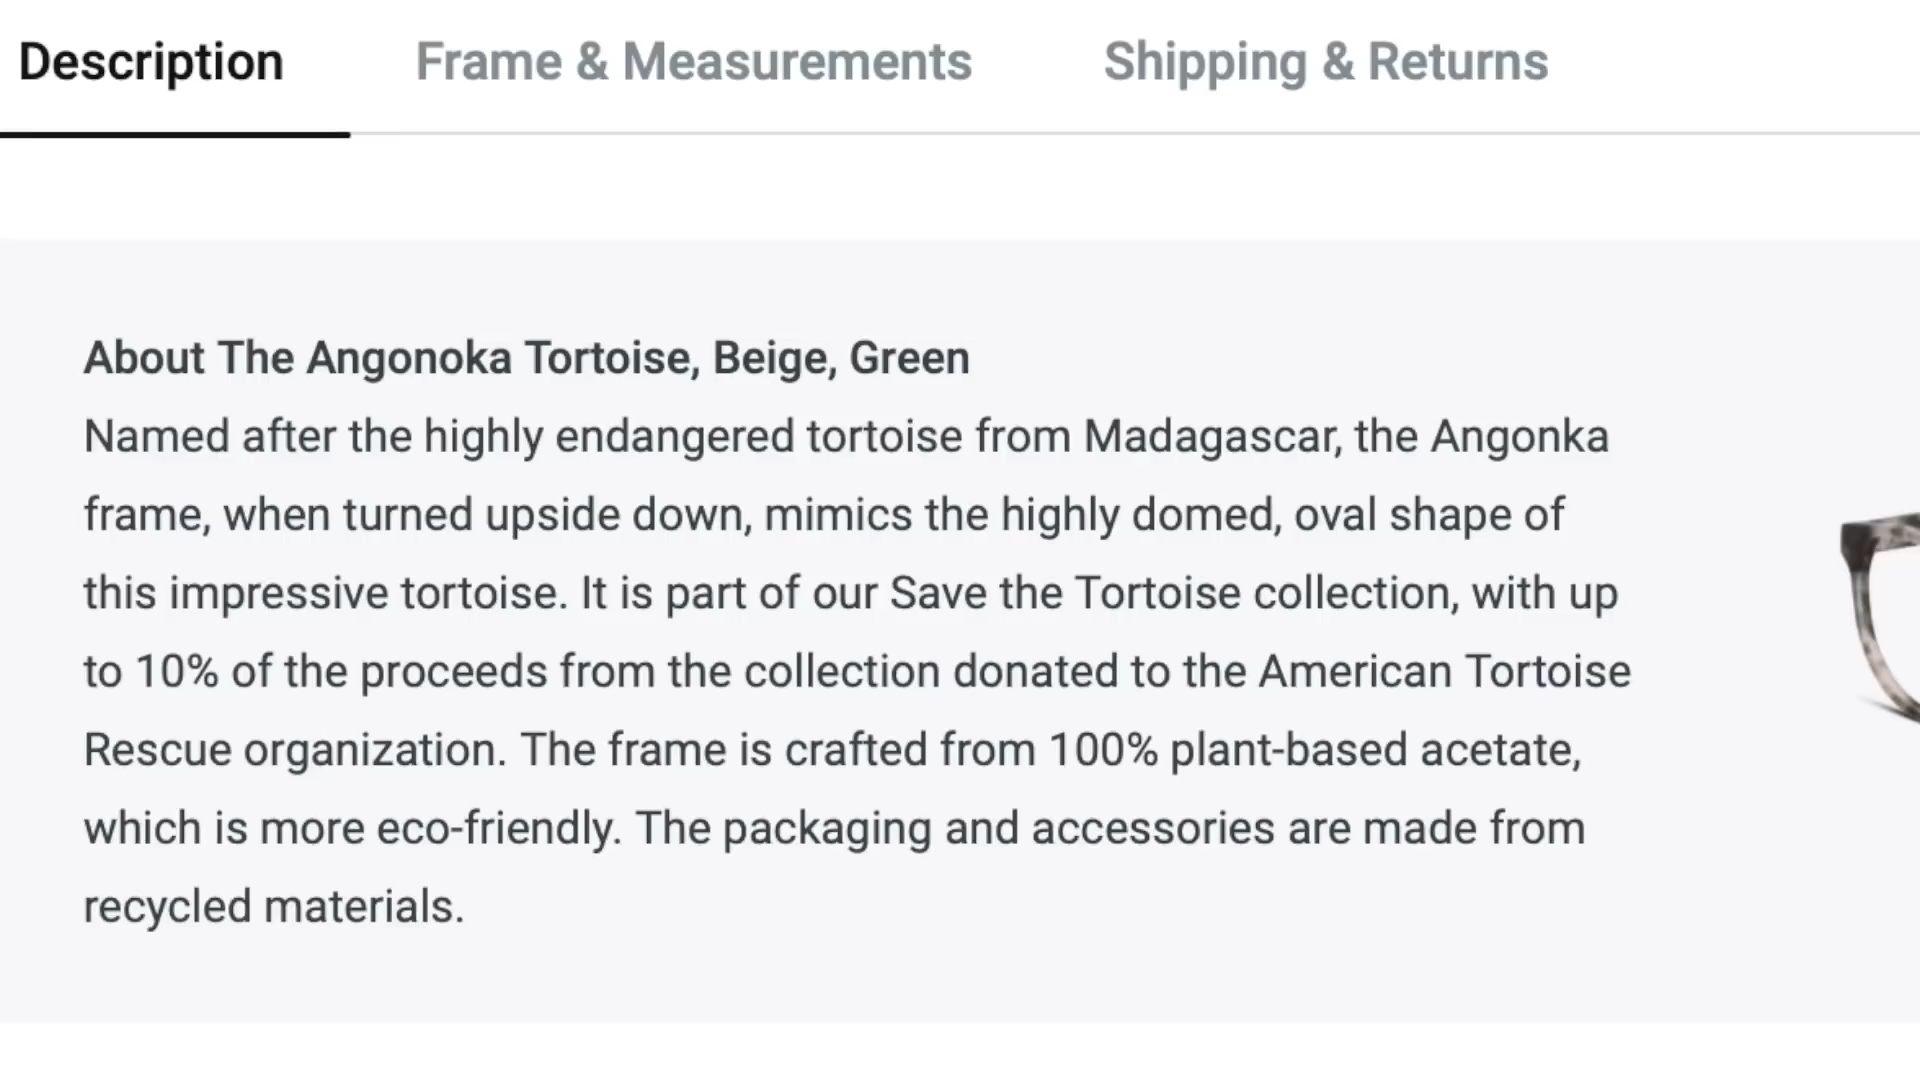 Description Frame & Measurements Shipping & Returns
About The Angonoka Tortoise, Beige, Green
Named after the highly endangered tortoise from Madagascar, the Angonka
frame, when turned upside down, mimics the highly domed, oval shape of
this impressive tortoise. It is part of our Save the Tortoise collection, with up
to 10% of the proceeds from the collection donated to the American Tortoise
Rescue organization. The frame is crafted from 100% plant-based acetate,
which is more eco-friendly. The packaging and accessories are made from
recycled materials.